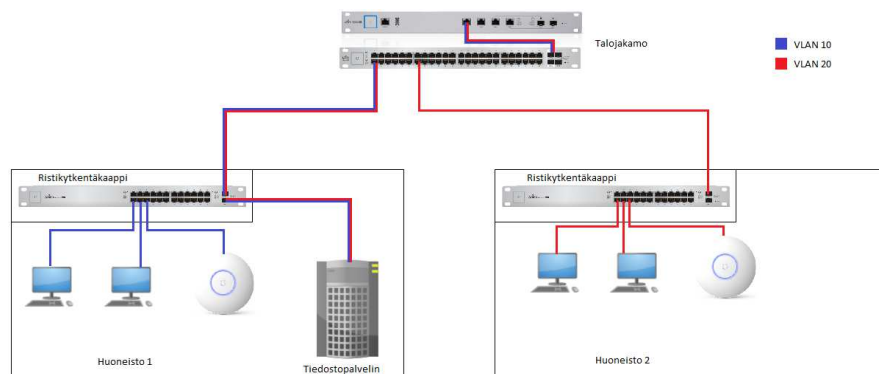 Talojakamo
VLAN 10
VLAN 20
Ristikytkentäkaappi
Ristikytkentäkaappi
Huoneisto 1
Tiedostopalvelin
Huoneisto 2